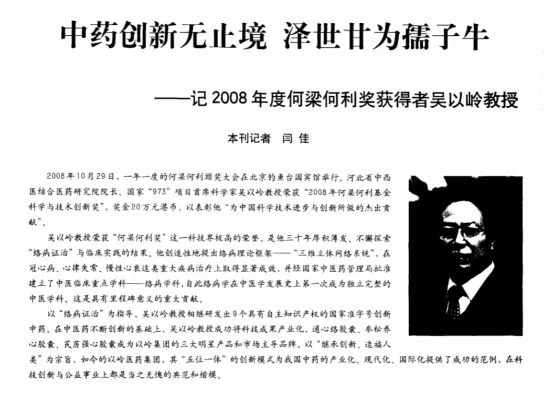 中药创新无止境 泽世甘为孺子牛
——记2008年度何梁何利奖获得者吴以岭教授
本刊记者 闫 佳
2008年10月29日，一年一度的何梁何利颁奖大会在北京钓鱼台国宾馆举行。河北省中西
医结合医药研究院院长、国家“973”项目首席科学家吴以岭教授荣获“2008年何梁何利基金
科学与技术创新奖”，奖金20万元港币，以表彰他“为中国科学技术进步与创新所做的杰出贡
献”。
吴以岭教授荣获“何梁何利奖”这一科技界极高的荣誉，是他三十年厚积薄发、不懈探索
“络病证治”与临床实践的结果。他创造性地提出络病理论框架——“三维立体网络系统”。在
冠心病、心律失常、慢性心衰这类重大疾病治疗上取得显著成效，并经国家中医药管理局批准
建立了中医临床重点学科——络病学科，自此络病学在中医学发展史上第一次成为独立完整的
中医学科。这是具有里程碑意义的重大贡献。
以“络病证治”为指导，吴以岭教授相继研发出9个具有自主知识产权的国家准字号创新
中药。在中医药不断创新的基础上，吴以岭教授成功将科技成果产业化，通心络胶囊、参松养
心胶囊、芪苈强心胶囊成为以岭集团的三大明星产品和市场主导品牌。以“继承创新、造福人
类”为宗旨，如今的以岭医药集团，其“五位一体”的创新模式为我国中药的产业化、现代化、国际化提供了成功的范例，在科
技创新与公益事业上都是当之无愧的典范和楷模。